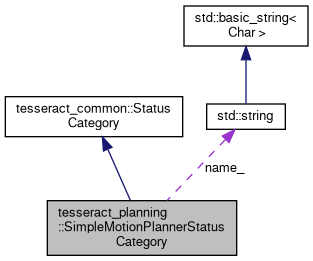 std::basic_string<
Char >
tesseract_common::Status
Category
std::string
name_
tesseract_planning
::SimpleMotionPlannerStatus
Category